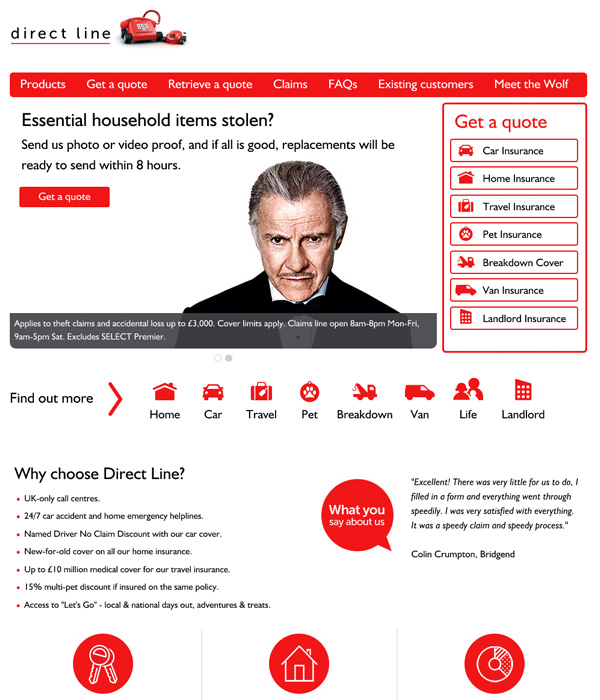 direct line
Products Get a quote Retrieve a quote Claims FAQs Existing customers Meet the Wolf
Essential household items stolen?
Send us photo or video proof, and if all is good, replacements will be
ready to send within 8 hours.
Get a quote
Applies to theft claims and accidental loss up to £3,000. Cover limits apply. Claims line open 8am-8pm Mon-Fri,
9am-5pm Sat. Excludes SELECT Premier.
Get a quote
Car Insurance
Home Insurance
Travel Insurance
Pet Insurance
Breakdown Cover
Van Insurance
Landlord Insurance
Find out more
Home Car Travel Pet Breakdown Van Life Landlord
Why choose Direct Line?
UK-only call centres.
24/7 car accident and home emergency helplines.
Named Driver No Claim Discount with our car cover.
New-for-old cover on all our home insurance.
Up to £10 million medical cover for our travel insurance.
15% multi-pet discount if insured on the same policy.
Access to "Let's Go" - local & national days out, adventures & treats.
What you
say about us
"Excellent! There was very little for us to do, I
filled in a form and everything went through
speedily. I was very satisfied with everything.
It was a speedy claim and speedy process."
Colin Crumpton, Bridgend